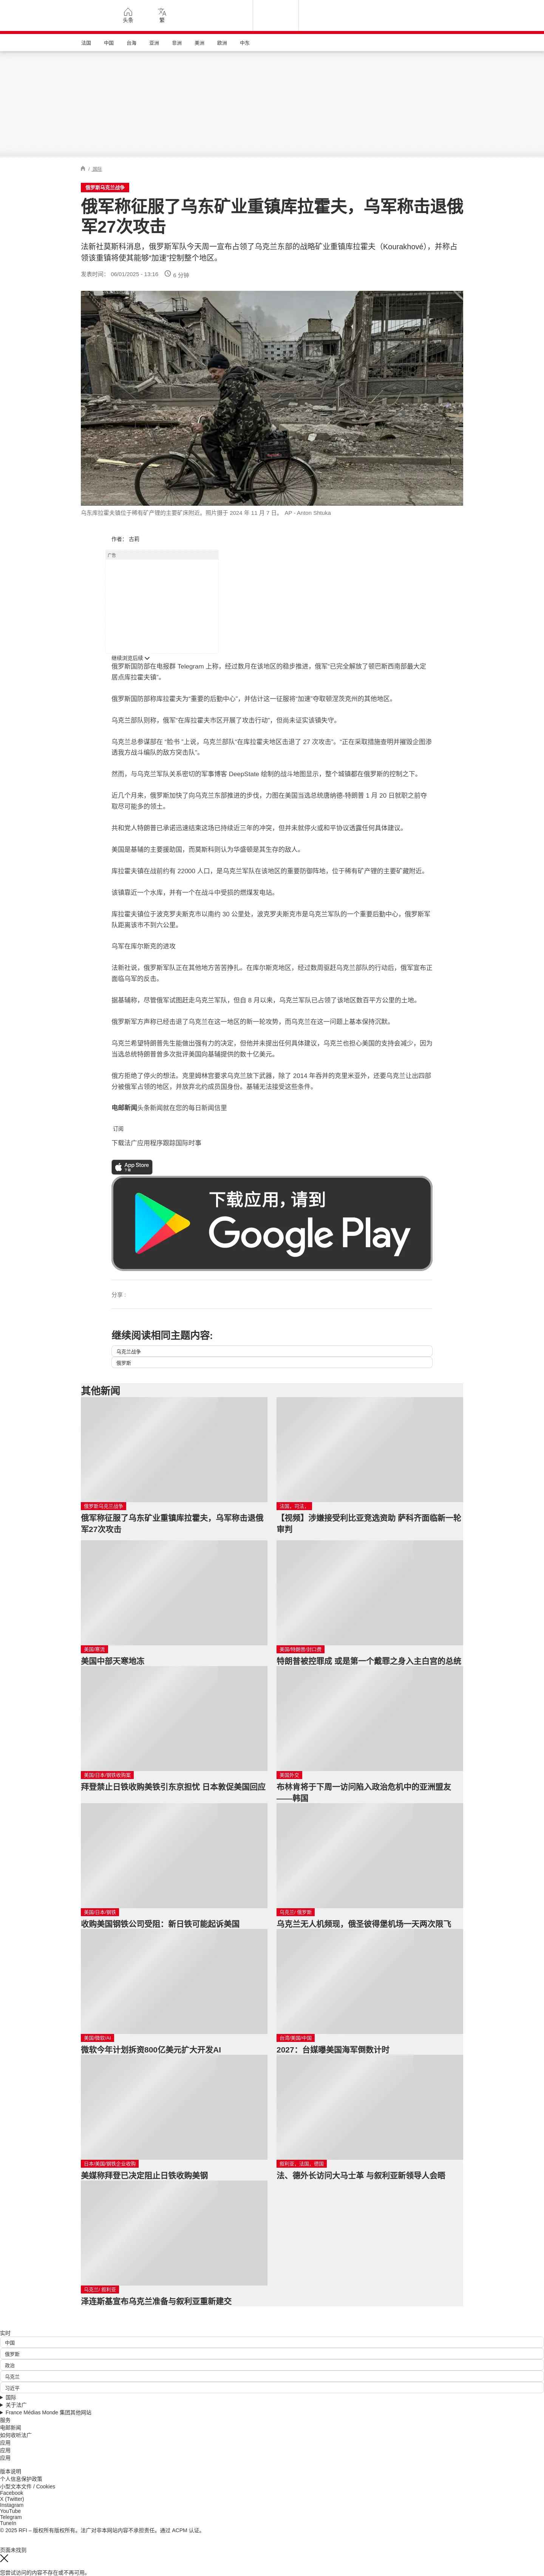 头条
繁
法国
中国
台海
亚洲
非洲
美洲
欧洲
中东
/ 国际
俄罗斯乌克兰战争
俄军称征服了乌东矿业重镇库拉霍夫，乌军称击退俄
军27次攻击
法新社莫斯科消息，俄罗斯军队今天周一宣布占领了乌克兰东部的战略矿业重镇库拉霍夫（Kourakhové），并称占
领该重镇将使其能够“加速”控制整个地区。
发表时间： 06/01/2025 - 13:16
6 分钟
乌东库拉霍夫镇位于稀有矿产锂的主要矿床附近。照片摄于 2024 年 11 月 7 日。 AP - Anton Shtuka
作者： 古莉
广告
继续浏览后续
俄罗斯国防部在电报群 Telegram 上称，经过数月在该地区的稳步推进，俄军“已完全解放了顿巴斯西南部最大定
居点库拉霍夫镇”。
俄罗斯国防部称库拉霍夫为“重要的后勤中心”，并估计这一征服将“加速”夺取顿涅茨克州的其他地区。
乌克兰部队则称，俄军“在库拉霍夫市区开展了攻击行动”，但尚未证实该镇失守。
乌克兰总参谋部在 “脸书 ”上说，乌克兰部队“在库拉霍夫地区击退了 27 次攻击”。“正在采取措施查明并摧毁企图渗
透我方战斗编队的敌方突击队”。
然而，与乌克兰军队关系密切的军事博客 DeepState 绘制的战斗地图显示，整个城镇都在俄罗斯的控制之下。
近几个月来，俄罗斯加快了向乌克兰东部推进的步伐，力图在美国当选总统唐纳德-特朗普 1 月 20 日就职之前夺
取尽可能多的领土。
共和党人特朗普已承诺迅速结束这场已持续近三年的冲突，但并未就停火或和平协议透露任何具体建议。
美国是基辅的主要援助国，而莫斯科则认为华盛顿是其生存的敌人。
库拉霍夫镇在战前约有 22000 人口，是乌克兰军队在该地区的重要防御阵地，位于稀有矿产锂的主要矿藏附近。
该镇靠近一个水库，并有一个在战斗中受损的燃煤发电站。
库拉霍夫镇位于波克罗夫斯克市以南约 30 公里处，波克罗夫斯克市是乌克兰军队的一个重要后勤中心，俄罗斯军
队距离该市不到六公里。
乌军在库尔斯克的进攻
法新社说，俄罗斯军队正在其他地方苦苦挣扎。在库尔斯克地区，经过数周驱赶乌克兰部队的行动后，俄军宣布正
面临乌军的反击。
据基辅称，尽管俄军试图赶走乌克兰军队，但自 8 月以来，乌克兰军队已占领了该地区数百平方公里的土地。
俄罗斯军方声称已经击退了乌克兰在这一地区的新一轮攻势，而乌克兰在这一问题上基本保持沉默。
乌克兰希望特朗普先生能做出强有力的决定，但他并未提出任何具体建议，乌克兰也担心美国的支持会减少，因为
当选总统特朗普曾多次批评美国向基辅提供的数十亿美元。
俄方拒绝了停火的想法。克里姆林宫要求乌克兰放下武器，除了 2014 年吞并的克里米亚外，还要乌克兰让出四部
分被俄军占领的地区，并放弃北约成员国身份。基辅无法接受这些条件。
电邮新闻头条新闻就在您的每日新闻信里
订阅
下载法广应用程序跟踪国际时事
App Store
下载
下载应用，请到
Google Play
分享 :
继续阅读相同主题内容:
乌克兰战争
俄罗斯
其他新闻
俄罗斯乌克兰战争
俄军称征服了乌东矿业重镇库拉霍夫，乌军称击退俄
军27次攻击
法国、司法、
【视频】涉嫌接受利比亚竞选资助 萨科齐面临新一轮
审判
美国/寒流
美国中部天寒地冻
美国/特朗普/封口费
特朗普被控罪成 或是第一个戴罪之身入主白宫的总统
美国/日本/钢铁收购案
拜登禁止日铁收购美铁引东京担忧 日本敦促美国回应
美国外交
布林肯将于下周一访问陷入政治危机中的亚洲盟友
——韩国
美国/日本/钢铁
收购美国钢铁公司受阻：新日铁可能起诉美国
乌克兰/ 俄罗斯
乌克兰无人机频现，俄圣彼得堡机场一天两次限飞
美国/微软/AI
微软今年计划拆资800亿美元扩大开发AI
台湾/美国/中国
2027：台媒曝美国海军倒数计时
日本/美国/钢铁企业收购
美媒称拜登已决定阻止日铁收购美钢
叙利亚、法国、德国
法、德外长访问大马士革 与叙利亚新领导人会晤
乌克兰/ 叙利亚
泽连斯基宣布乌克兰准备与叙利亚重新建交
实时
中国
俄罗斯
政治
乌克兰
习近平
国际
关于法广
France Médias Monde 集团其他网站
服务
电邮新闻
如何收听法广
应用
应用
应用
版本说明
个人信息保护政策
小型文本文件 / Cookies
Facebook
X (Twitter)
Instagram
YouTube
Telegram
TuneIn
© 2025 RFI – 版权所有版权所有。法广对非本网站内容不承担责任。通过 ACPM 认证。
页面未找到
您尝试访问的内容不存在或不再可用。